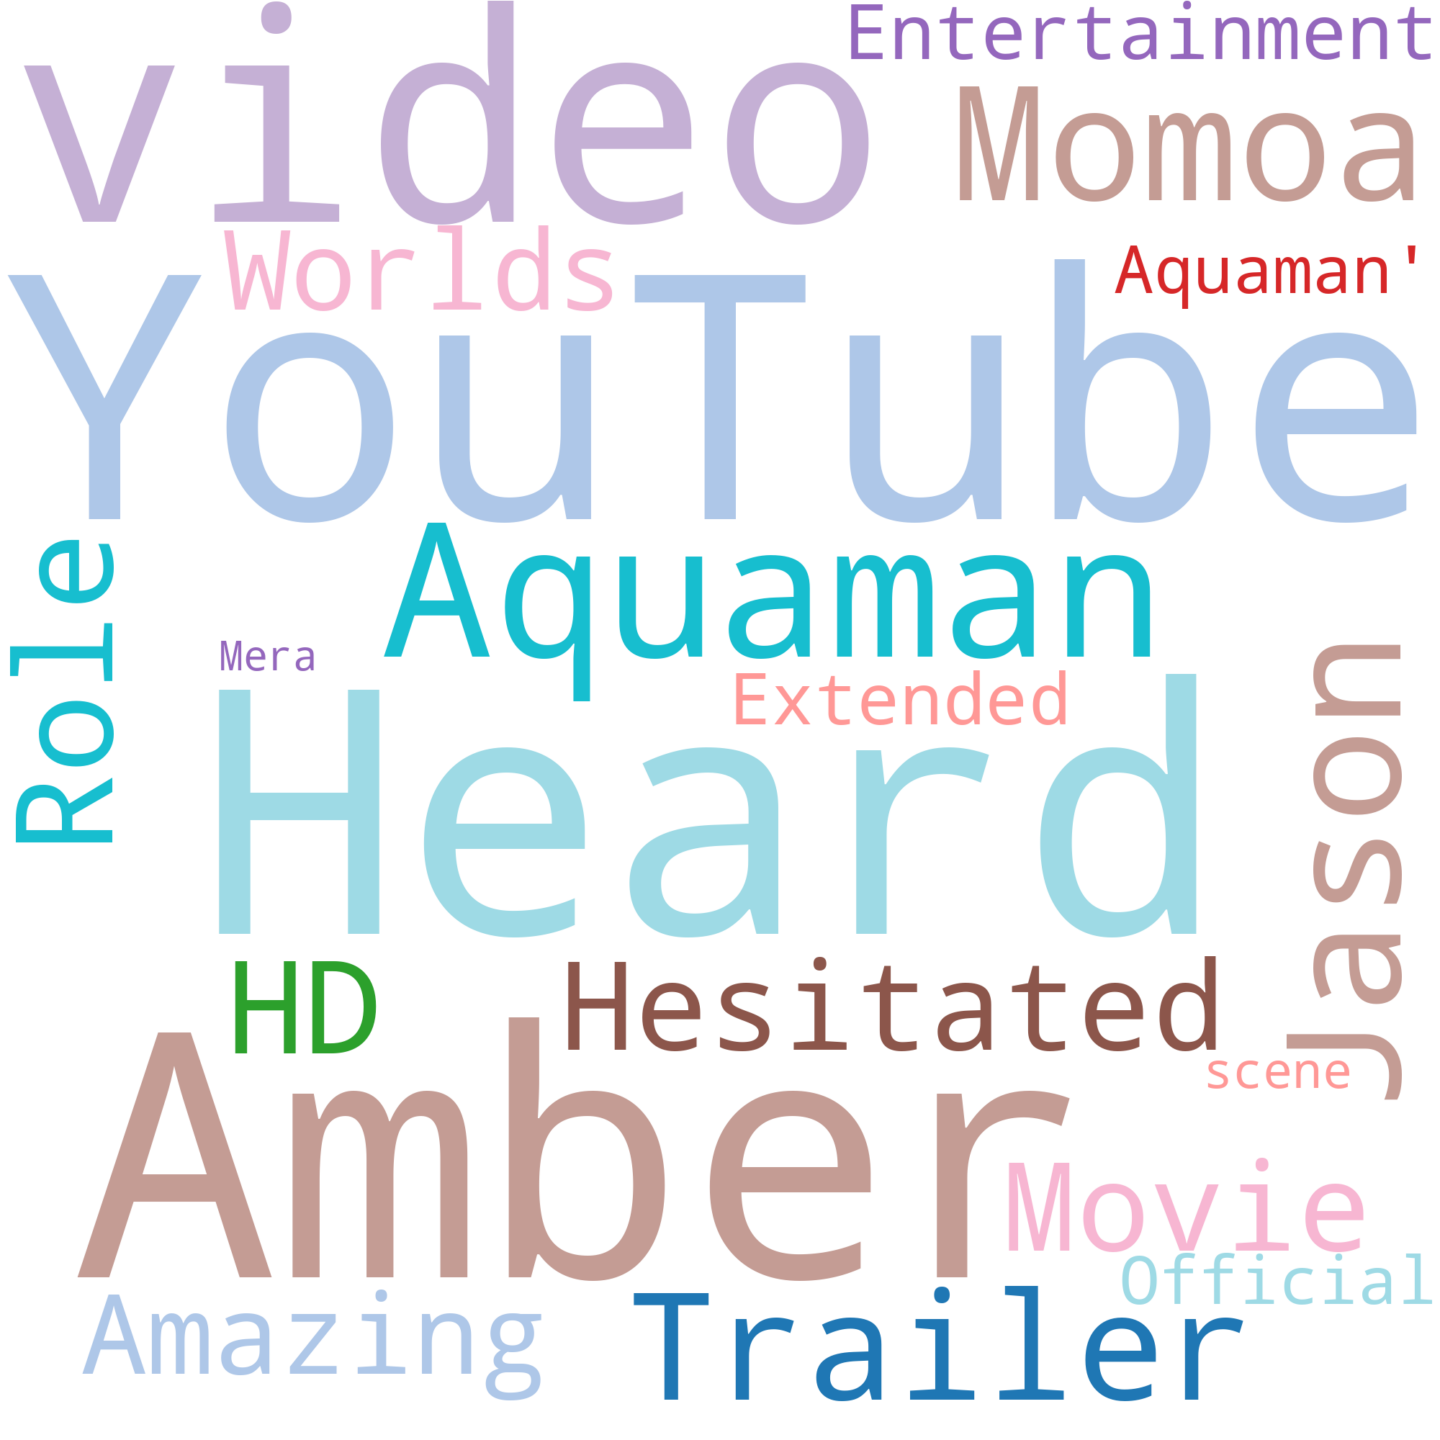 video
Entertainment
Momoa
Worlds
Aquaman'
YouTube
Role
Aquaman
Mera
Extended
Jason
Heard
HD
Hesitated
scene
Amber
Movie
Official
Amazing
Trailer